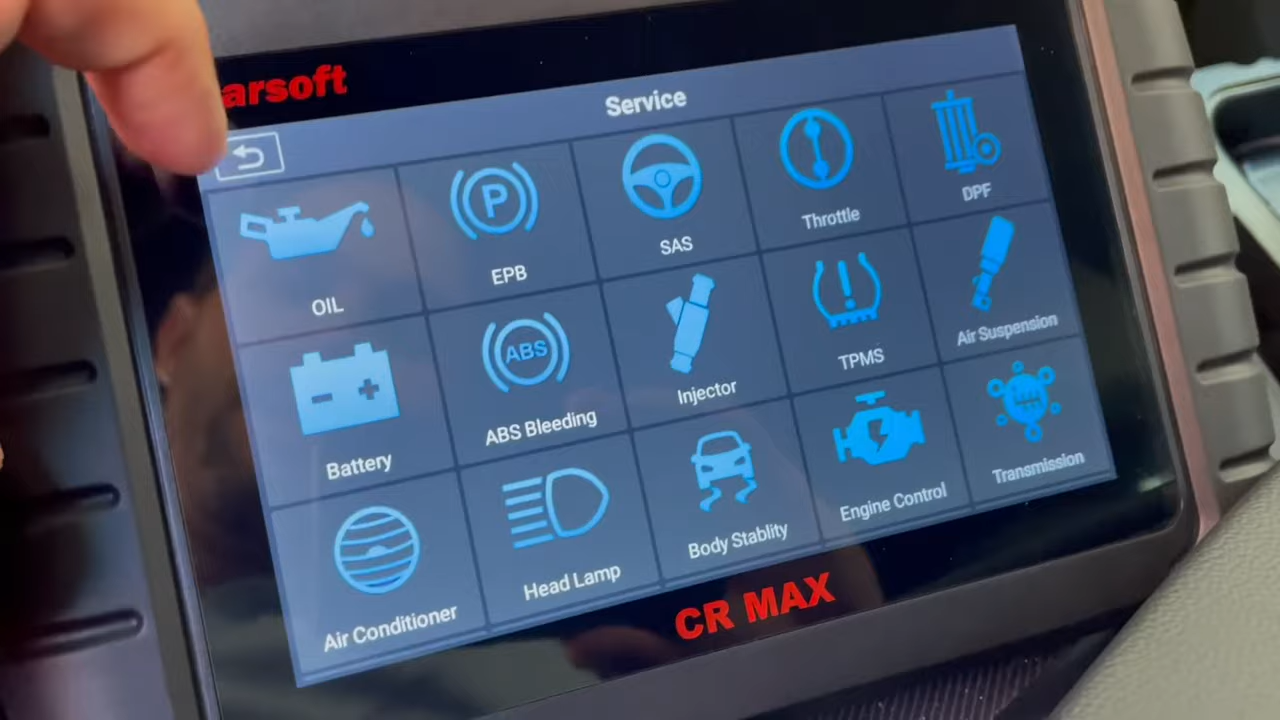 arsoft
Service
OIL
EPB
SAS
Throttle
DPF
Battery
ABS
ABS Bleeding
Injector
TPMS
Air Suspension
Air Conditioner
Head Lamp
Body Stablity
Engine Control
Transmission
CR MAX